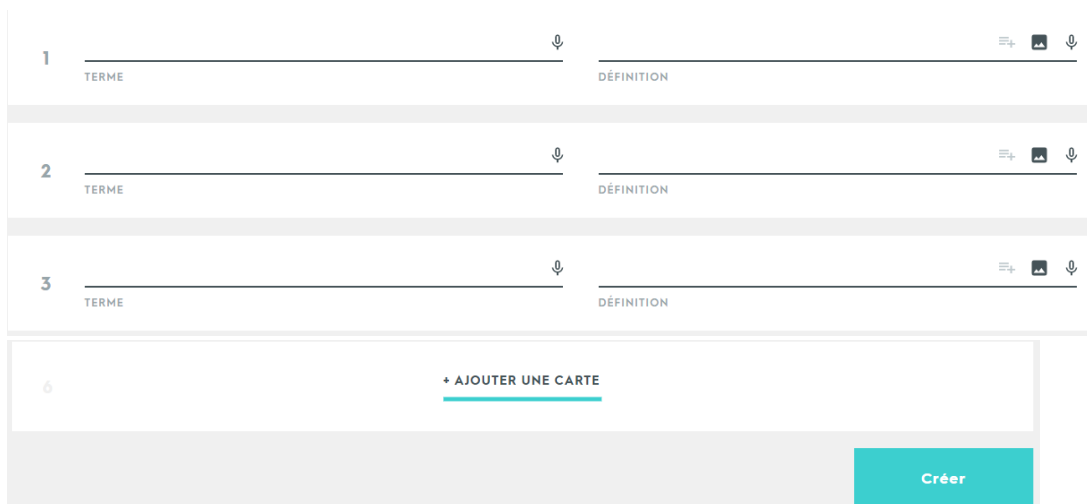 1
TERME
DÉFINITION
2
TERME
DÉFINITION
3
TERME
DÉFINITION
6
+ AJOUTER UNE CARTE
Créer